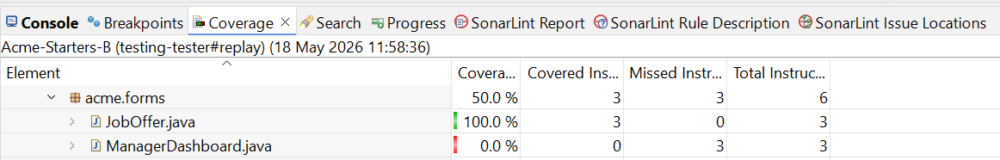 Console Breakpoints Coverage Search Progress SonarLint Report SonarLint Rule Description SonarLint Issue Locations
Acme-Starters-B (testing-tester#replay) (18 May 2026 11:58:36)
Element Covera... Covered Ins... Missed Instr... Total Instruc...
acme.forms 50.0 % 3 3 6
JobOffer.java 100.0 % 3 0 3
ManagerDashboard.java 0.0 % 0 3 3